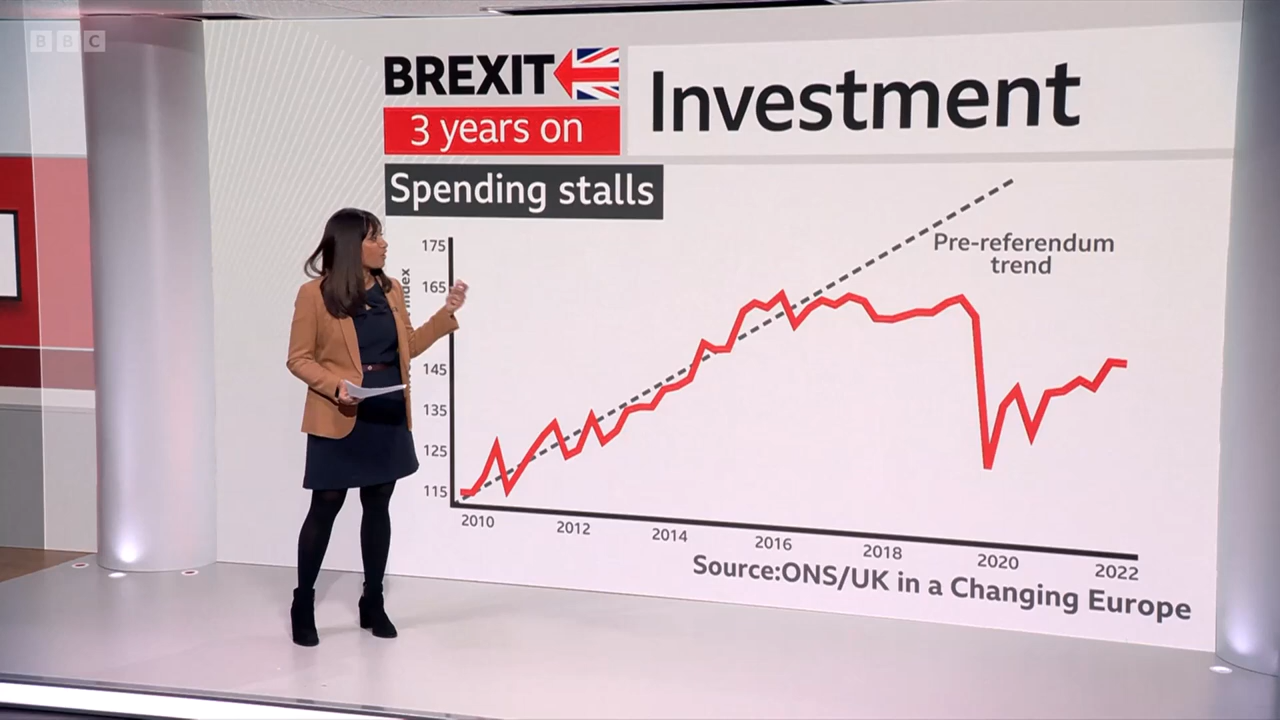 BBC
BREXIT
3 years on
Investment
Spending stalls
175
165
145
135
125
115
Index
Pre-referendum
trend
2010
2012
2014
2016
2018
2020
2022
Source:ONS/UK in a Changing Europe